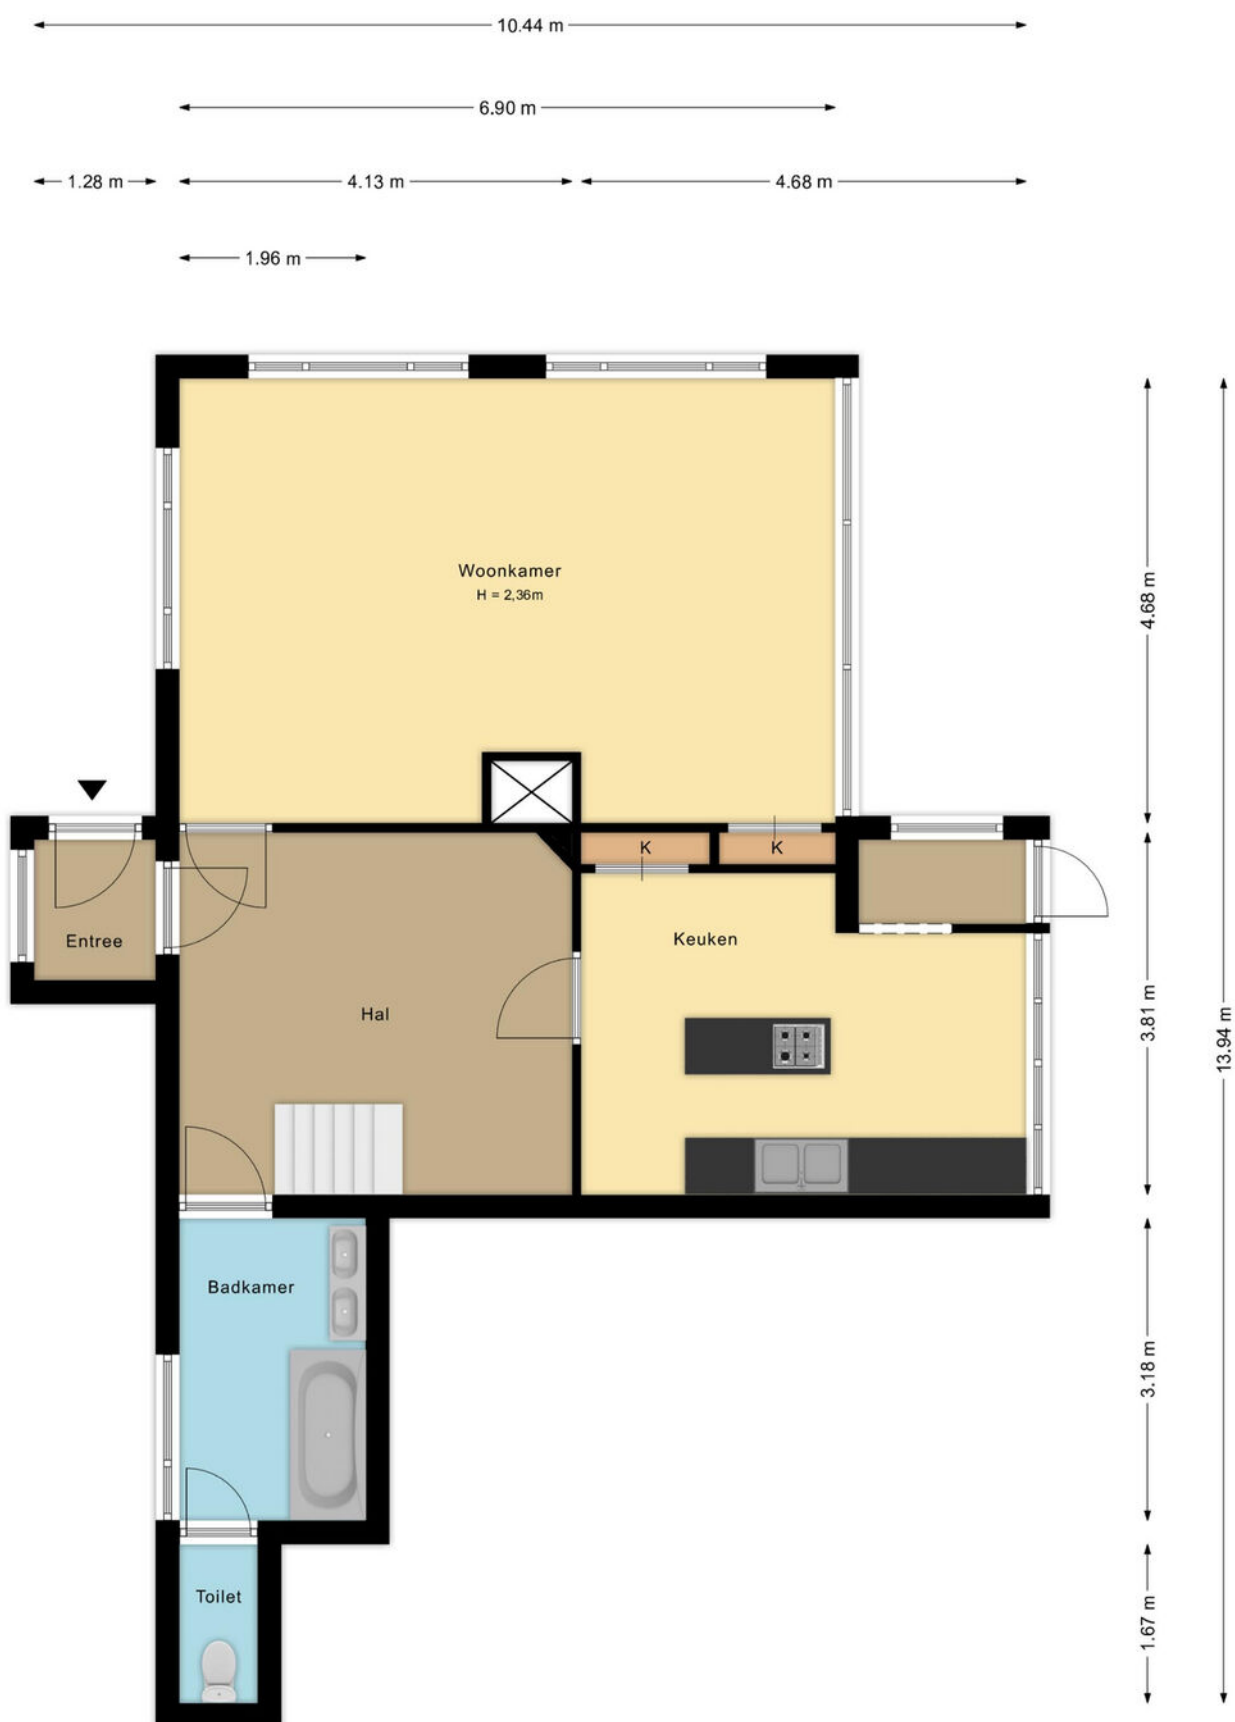 10.44 m
6.90 m
1.28 m
4.13 m
4.68 m
1.96 m
Woonkamer
H = 2,36m
4.68 m
K
K
Entree
Keuken
Hal
3.81 m
13.94 m
Badkamer
3.18 m
Toilet
1.67 m